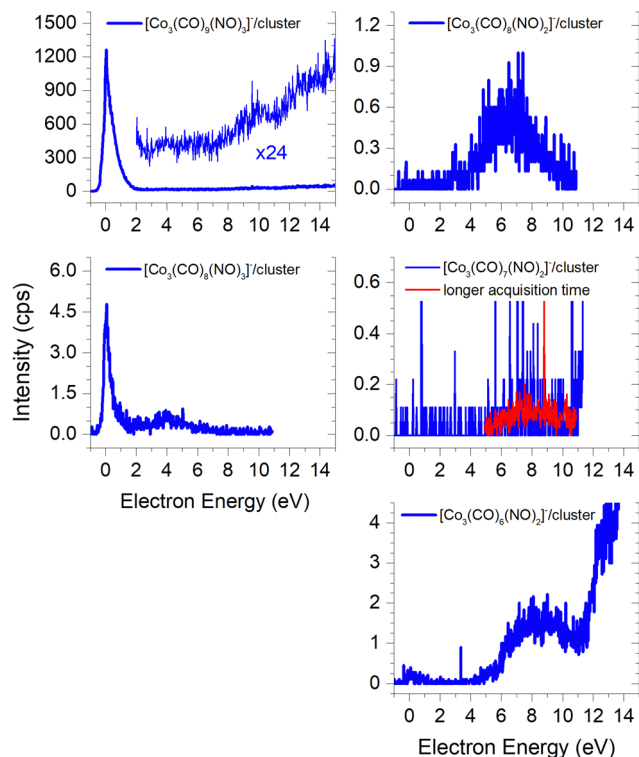 [Co₃(CO)₉(NO)₃]⁻/cluster
1500
1200
900
600
300
0
x24
0 2 4 6 8 10 12 14
[Co₃(CO)₈(NO)₂]⁻/cluster
1.2
0.9
0.6
0.3
0.0
0 2 4 6 8 10 12 14
[Co₃(CO)₈(NO)₃]⁻/cluster
6.0
4.5
3.0
1.5
0.0
0 2 4 6 8 10 12 14
Intensity (cps)
Electron Energy (eV)
[Co₃(CO)₇(NO)₂]⁻/cluster
longer acquisition time
0.6
0.4
0.2
0.0
0 2 4 6 8 10 12 14
[Co₃(CO)₆(NO)₂]⁻/cluster
4
3
2
1
0
0 2 4 6 8 10 12 14
Electron Energy (eV)